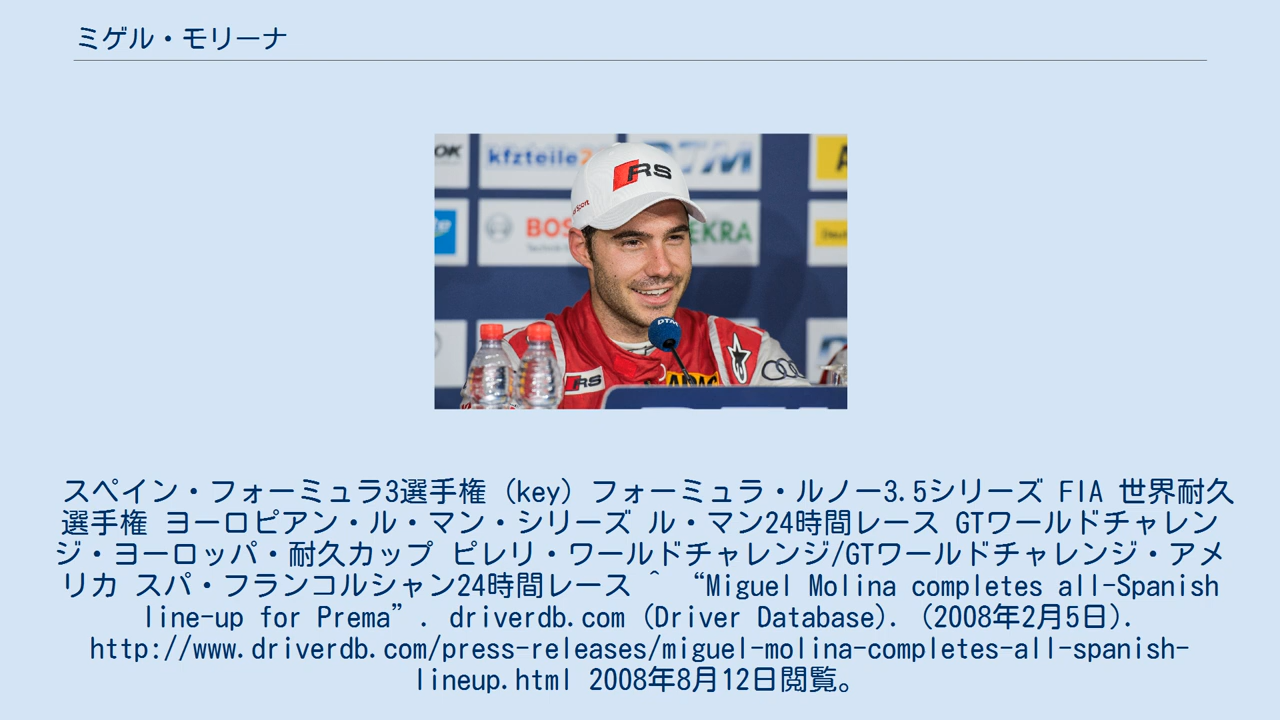 ミゲル・モリーナ
OK
kfzteile2
DTM
RS
BOS
EKRA
DTM
RS
スペイン・フォーミュラ3選手権 (key) フォーミュラ・ルノー3.5シリーズ FIA 世界耐久
選手権 ヨーロピアン・ル・マン・シリーズ ル・マン24時間レース GTワールドチャレン
ジ・ヨーロッパ・耐久カップ ピレリ・ワールドチャレンジ/GTワールドチャレンジ・アメ
リカ スパ・フランコルシャン24時間レース ^ “Miguel Molina completes all-Spanish
line-up for Prema”. driverdb.com (Driver Database). (2008年2月5日).
http://www.driverdb.com/press-releases/miguel-molina-completes-all-spanish-
lineup.html 2008年8月12日閲覧。